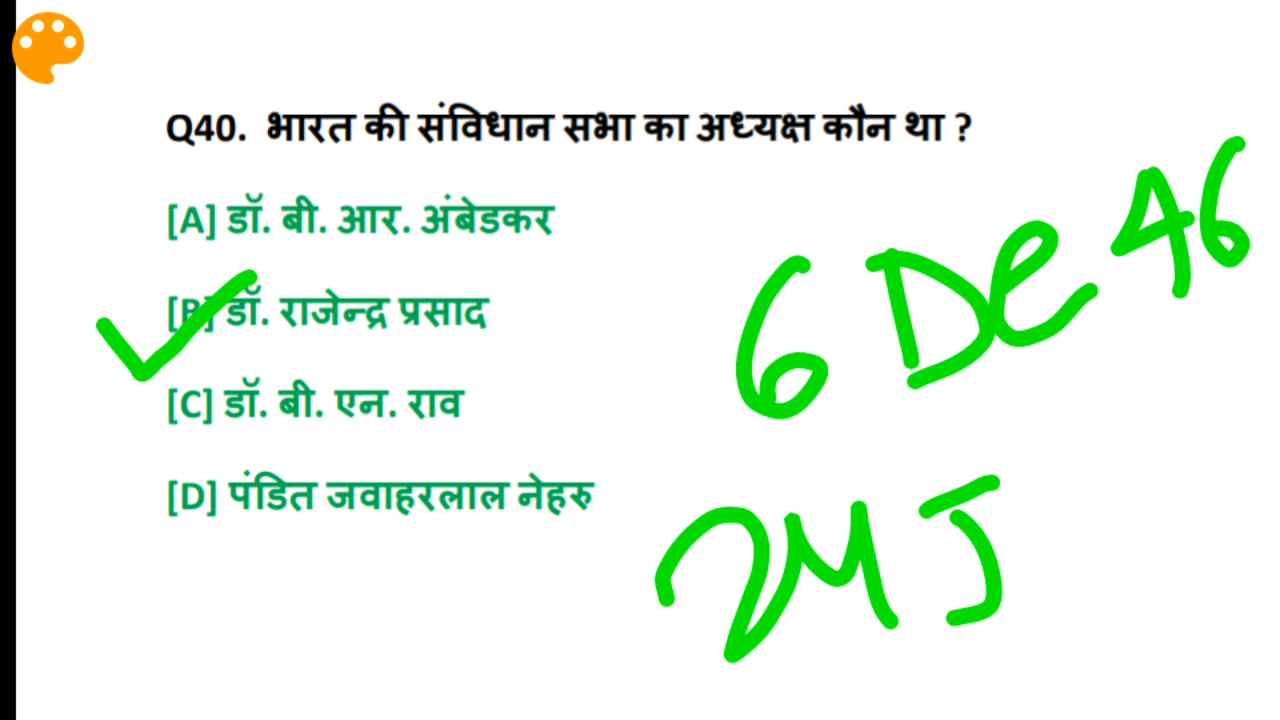 Q40. भारत की संविधान सभा का अध्यक्ष कौन था ?
[A] डॉ. बी. आर. अंबेडकर
[B] डॉ. राजेन्द्र प्रसाद
[C] डॉ. बी. एन. राव
[D] पंडित जवाहरलाल नेहरु
6 De 46
24 J